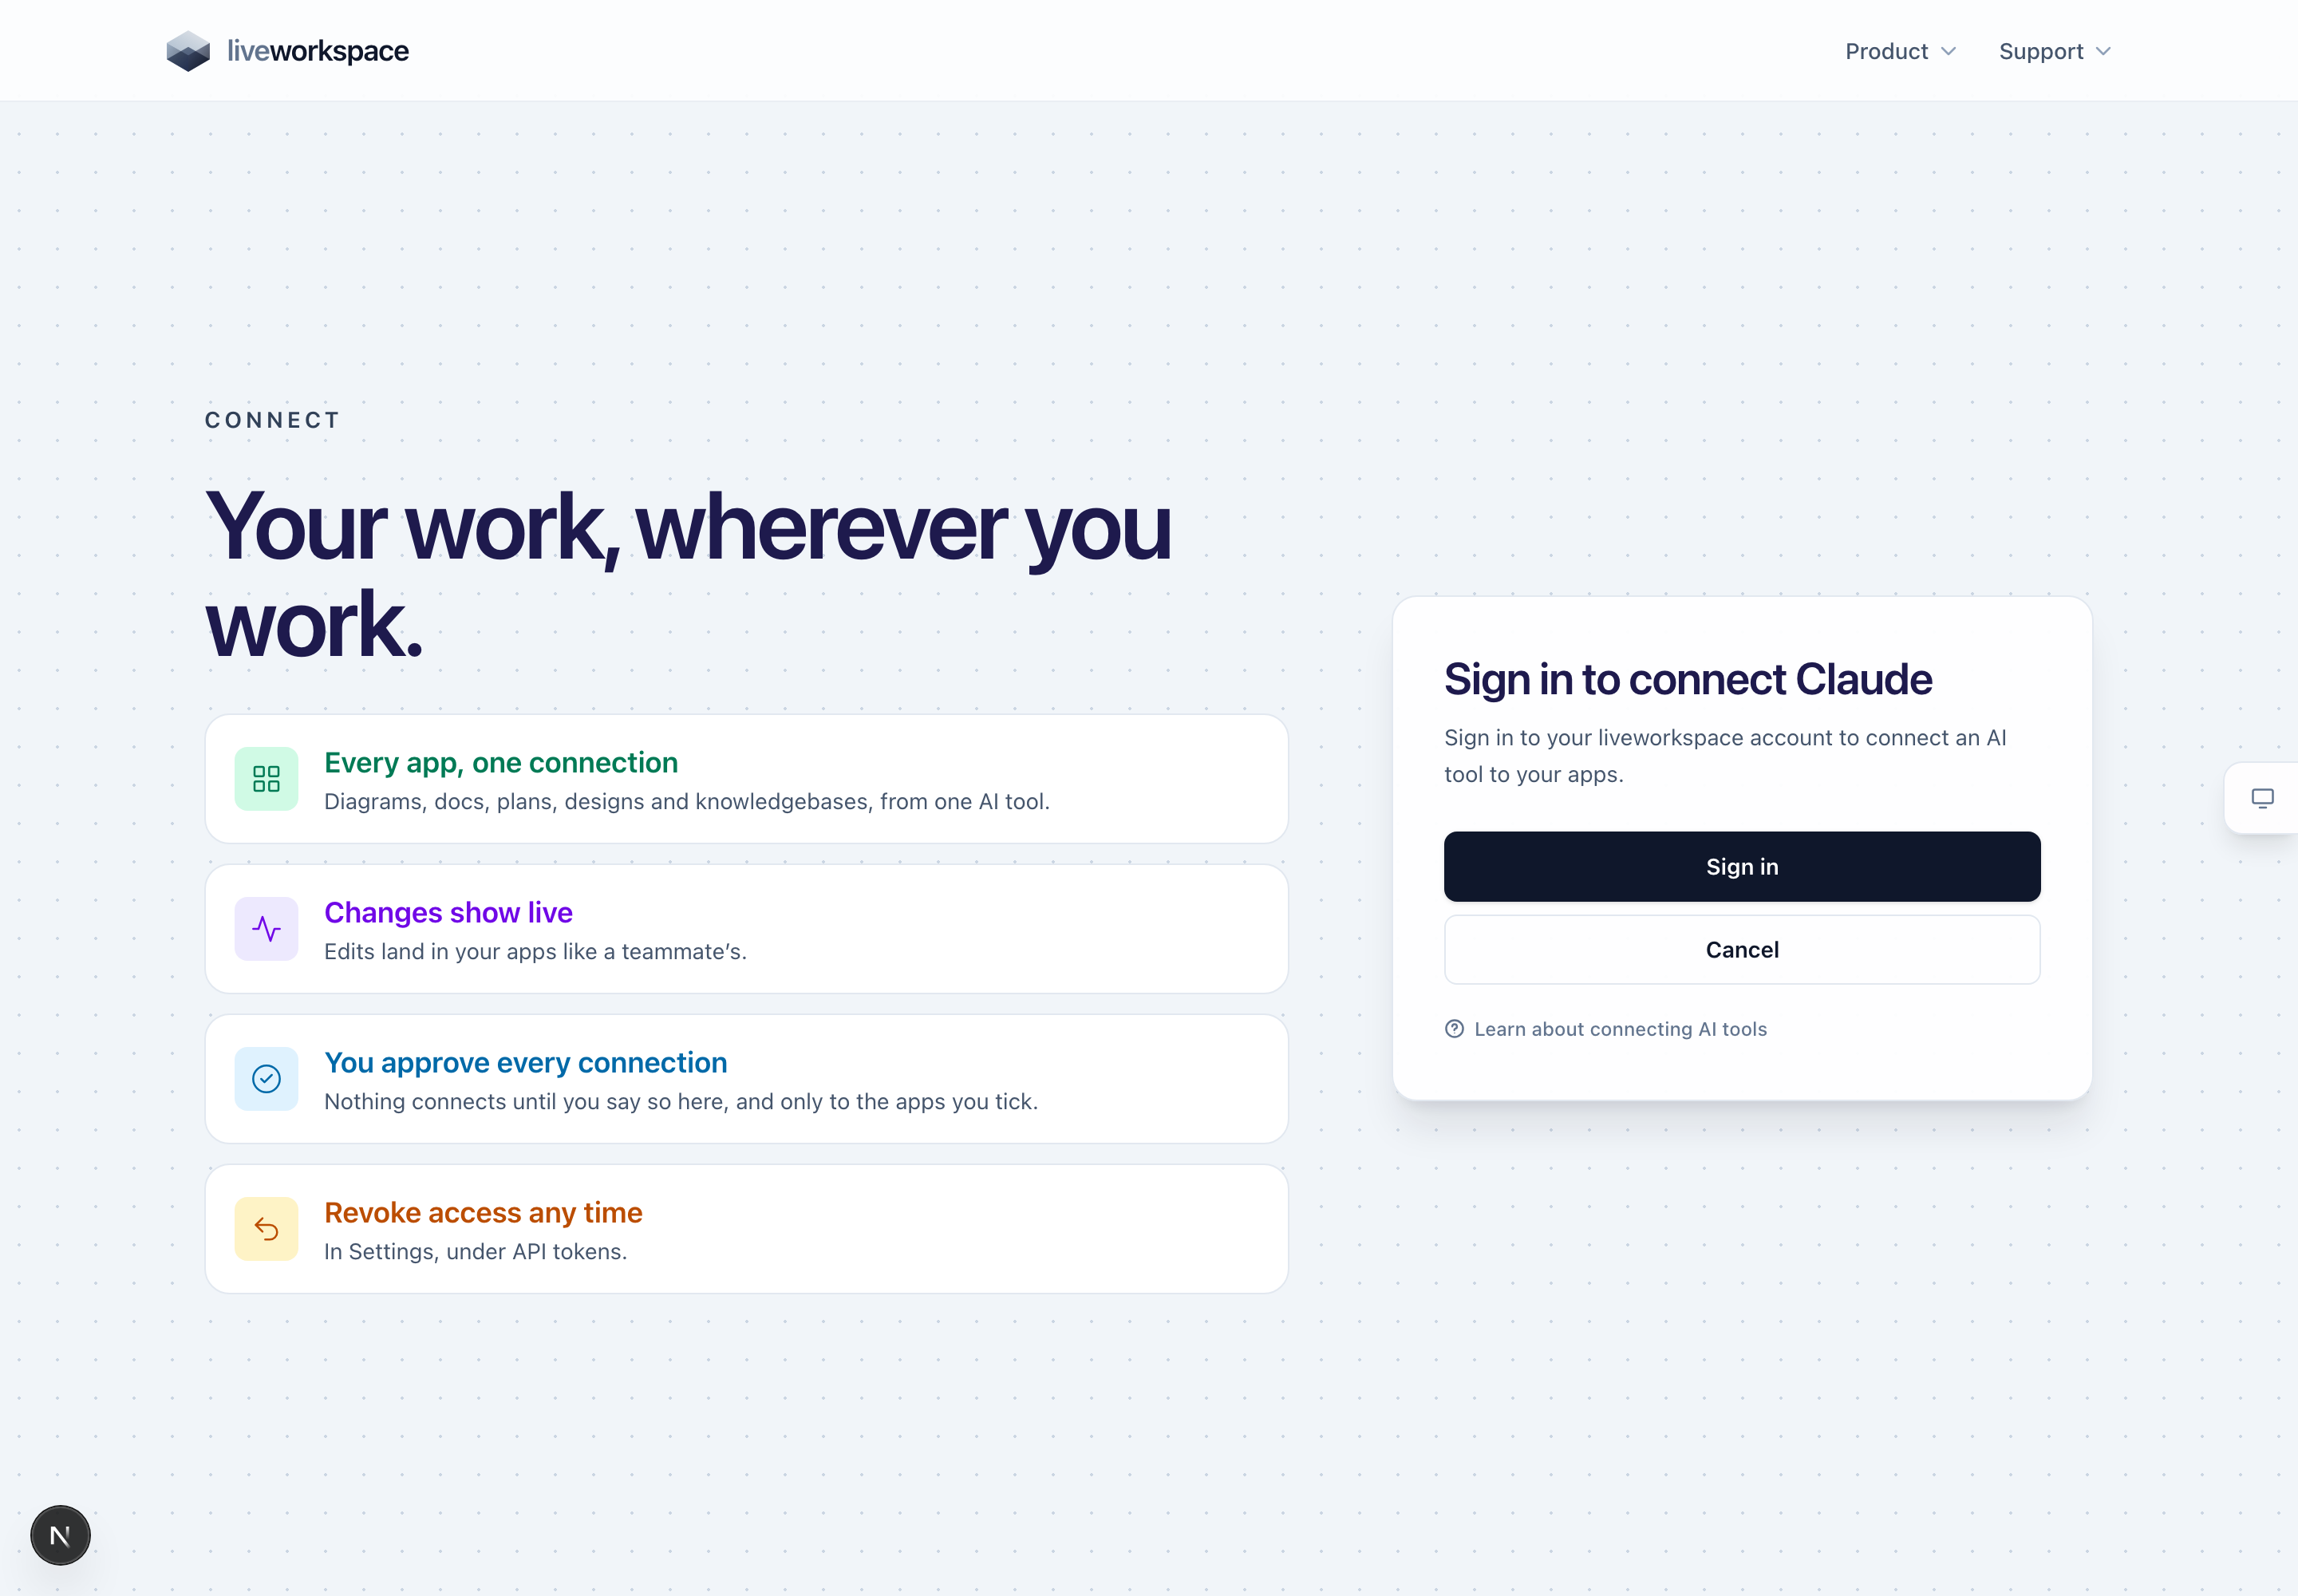 liveworkspace
Product
Support
CONNECT
Your work, wherever you
work.
Every app, one connection
Diagrams, docs, plans, designs and knowledgebases, from one AI tool.
Changes show live
Edits land in your apps like a teammate’s.
You approve every connection
Nothing connects until you say so here, and only to the apps you tick.
Revoke access any time
In Settings, under API tokens.
Sign in to connect Claude
Sign in to your liveworkspace account to connect an AI
tool to your apps.
Sign in
Cancel
Learn about connecting AI tools
N